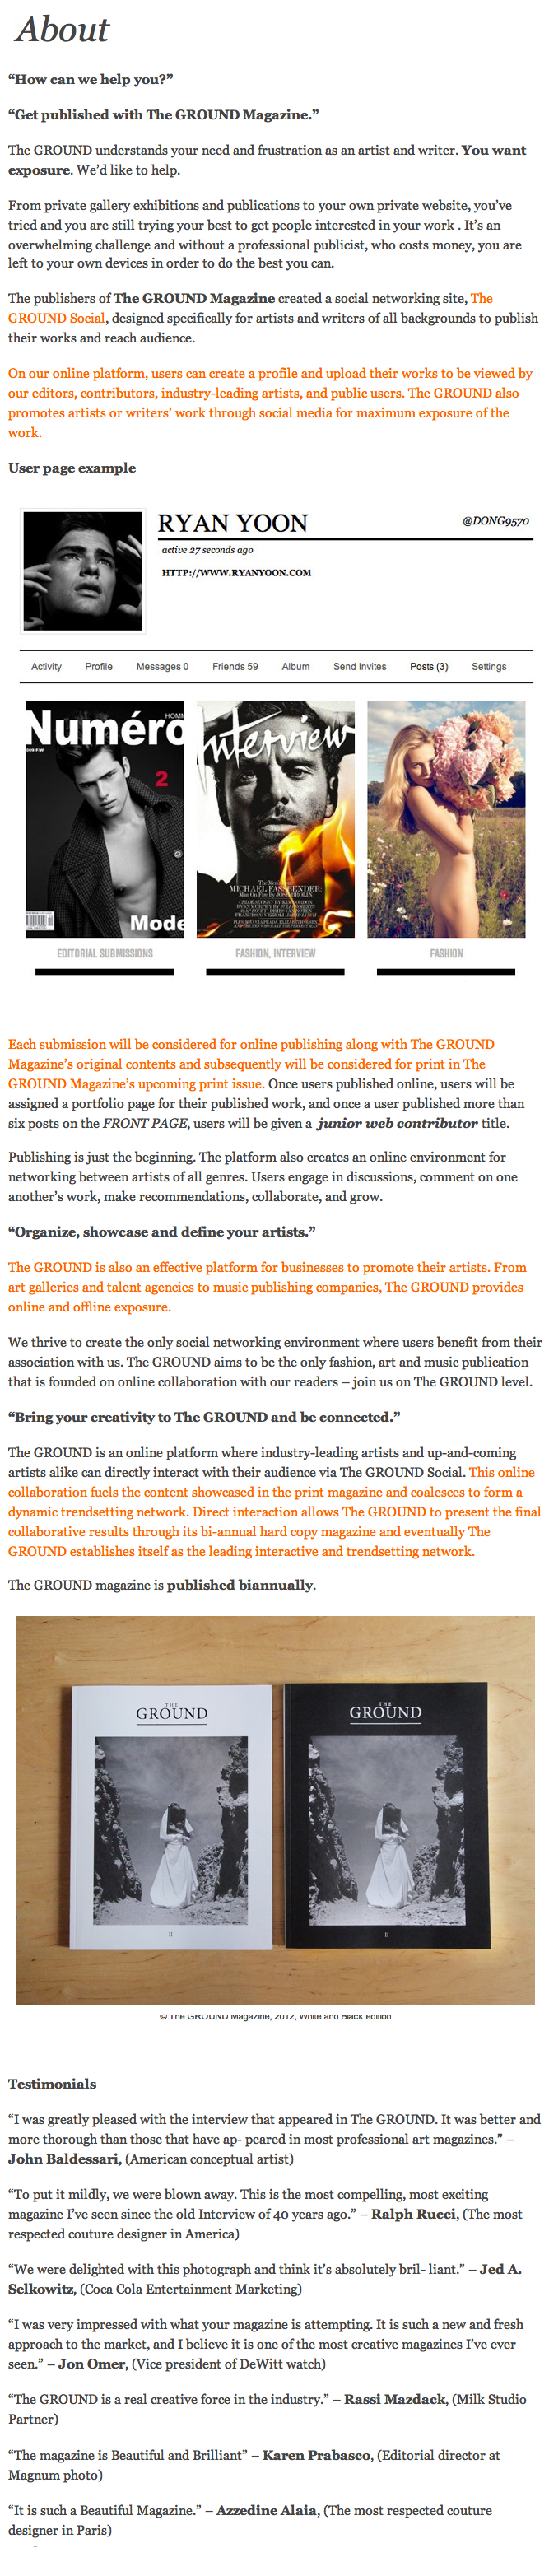 About
“How can we help you?”
“Get published with The GROUND Magazine.”
The GROUND understands your need and frustration as an artist and writer. You want
exposure. We’d like to help.
From private gallery exhibitions and publications to your own private website, you’ve
tried and you are still trying your best to get people interested in your work . It’s an
overwhelming challenge and without a professional publicist, who costs money, you are
left to your own devices in order to do the best you can.
The publishers of The GROUND Magazine created a social networking site, The
GROUND Social, designed specifically for artists and writers of all backgrounds to publish
their works and reach audience.
On our online platform, users can create a profile and upload their works to be viewed by
our editors, contributors, industry-leading artists, and public users. The GROUND also
promotes artists or writers’ work through social media for maximum exposure of the
work.
User page example
RYAN YOON
@DONG9570
active 27 seconds ago
HTTP://WWW.RYANYOON.COM
Activity Profile Messages 0 Friends 59 Album Send Invites Posts (3) Settings
Numéro
HOMM
009 F/W
2
Mode
Interview
MICHAEL FASSBENDER:
EDITORIAL SUBMISSIONS
FASHION, INTERVIEW
FASHION
Each submission will be considered for online publishing along with The GROUND
Magazine’s original contents and subsequently will be considered for print in The
GROUND Magazine’s upcoming print issue. Once users published online, users will be
assigned a portfolio page for their published work, and once a user published more than
six posts on the FRONT PAGE, users will be given a junior web contributor title.
Publishing is just the beginning. The platform also creates an online environment for
networking between artists of all genres. Users engage in discussions, comment on one
another’s work, make recommendations, collaborate, and grow.
“Organize, showcase and define your artists.”
The GROUND is also an effective platform for businesses to promote their artists. From
art galleries and talent agencies to music publishing companies, The GROUND provides
online and offline exposure.
We thrive to create the only social networking environment where users benefit from their
association with us. The GROUND aims to be the only fashion, art and music publication
that is founded on online collaboration with our readers – join us on The GROUND level.
“Bring your creativity to The GROUND and be connected.”
The GROUND is an online platform where industry-leading artists and up-and-coming
artists alike can directly interact with their audience via The GROUND Social. This online
collaboration fuels the content showcased in the print magazine and coalesces to form a
dynamic trendsetting network. Direct interaction allows The GROUND to present the final
collaborative results through its bi-annual hard copy magazine and eventually The
GROUND establishes itself as the leading interactive and trendsetting network.
The GROUND magazine is published biannually.
THE
GROUND
II
THE
GROUND
II
© The GROUND Magazine, 2012, White and Black edition
Testimonials
“I was greatly pleased with the interview that appeared in The GROUND. It was better and
more thorough than those that have ap- peared in most professional art magazines.” –
John Baldessari, (American conceptual artist)
“To put it mildly, we were blown away. This is the most compelling, most exciting
magazine I’ve seen since the old Interview of 40 years ago.” – Ralph Rucci, (The most
respected couture designer in America)
“We were delighted with this photograph and think it’s absolutely bril- liant.” – Jed A.
Selkowitz, (Coca Cola Entertainment Marketing)
“I was very impressed with what your magazine is attempting. It is such a new and fresh
approach to the market, and I believe it is one of the most creative magazines I’ve ever
seen.” – Jon Omer, (Vice president of DeWitt watch)
“The GROUND is a real creative force in the industry.” – Rassi Mazdack, (Milk Studio
Partner)
“The magazine is Beautiful and Brilliant” – Karen Prabasco, (Editorial director at
Magnum photo)
“It is such a Beautiful Magazine.” – Azzedine Alaia, (The most respected couture
designer in Paris)